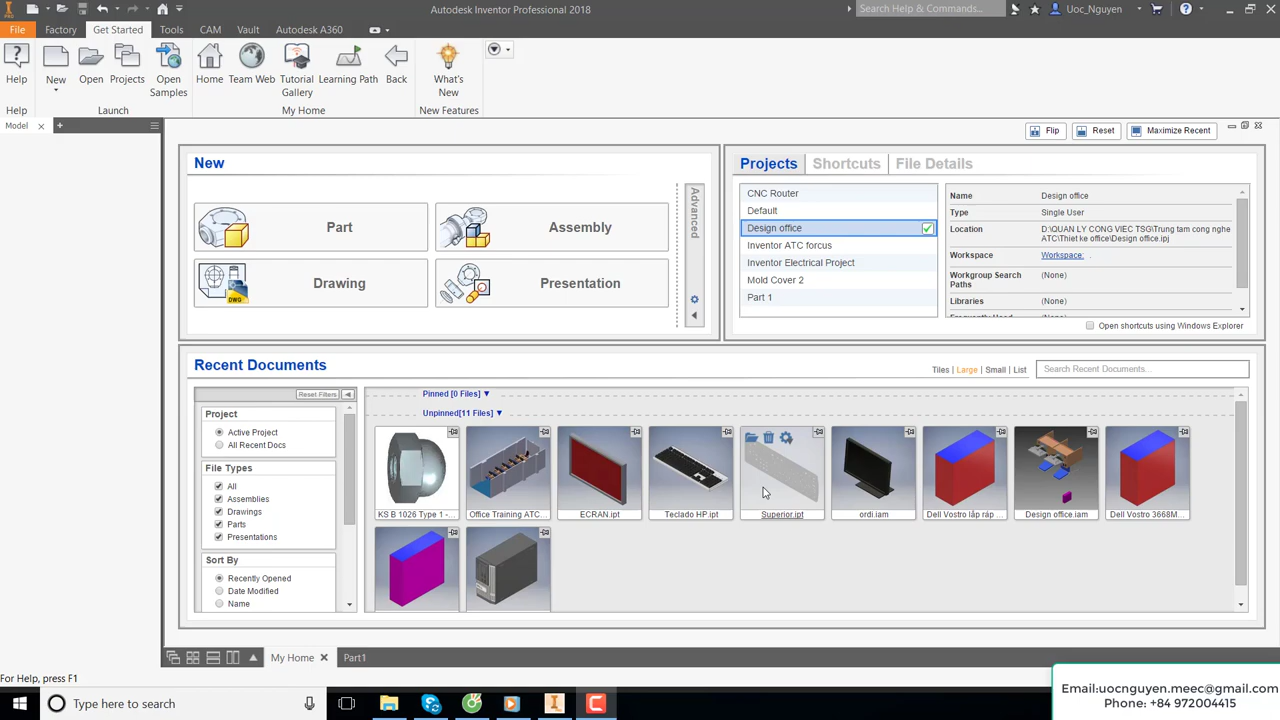 Autodesk Inventor Professional 2018
Search Help & Commands...
Uoc_Nguyen
File
Factory
Get Started
Tools
CAM
Vault
Autodesk A360
Help
New
Open
Projects
Open Samples
Home
Team Web
Tutorial Gallery
Learning Path
Back
What's New
Help
Launch
My Home
New Features
Model
Flip
Reset
Maximize Recent
New
Part
Assembly
Drawing
Presentation
DWG
Advanced
Projects
Shortcuts
File Details
CNC Router
Default
Design office
Inventor ATC forcus
Inventor Electrical Project
Mold Cover 2
Part 1
Name Design office
Type Single User
Location D:\QUAN LY CONG VIEC TSG\Trung tam cong nghe ATC\Thiet ke office\Design office.ipj
Workspace Workspace: .
Workgroup Search Paths (None)
Libraries (None)
Open shortcuts using Windows Explorer
Recent Documents
Tiles | Large | Small | List
Search Recent Documents...
Reset Filters
Project
Active Project
All Recent Docs
File Types
All
Assemblies
Drawings
Parts
Presentations
Sort By
Recently Opened
Date Modified
Name
Pinned [0 Files]
Unpinned[11 Files]
KS B 1026 Type 1 -...
Office Training ATC...
ECRAN.ipt
Teclado HP.ipt
Superior.ipt
ordi.iam
Dell Vostro lắp ráp ...
Design office.iam
Dell Vostro 3668M...
My Home
Part1
For Help, press F1
Type here to search
Email:uocnguyen.meec@gmail.com
Phone: +84 972004415